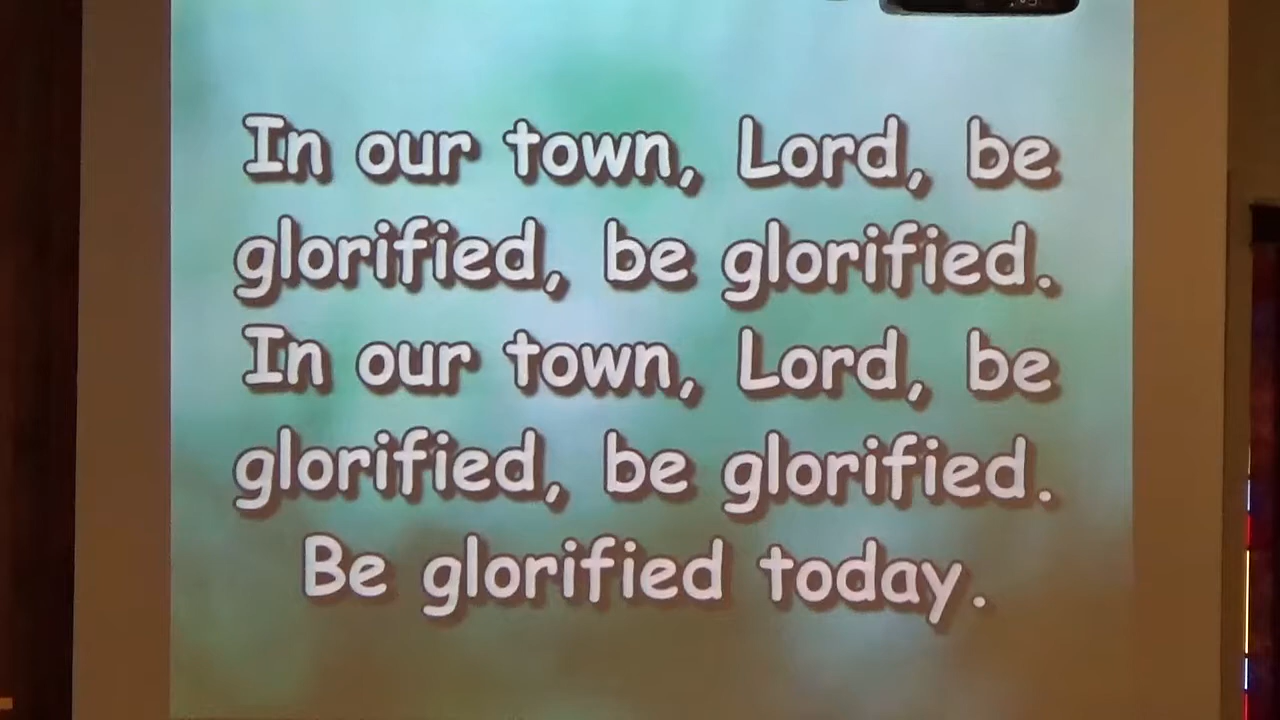 In our town, Lord, be
glorified, be glorified.
In our town, Lord, be
glorified, be glorified.
Be glorified today.